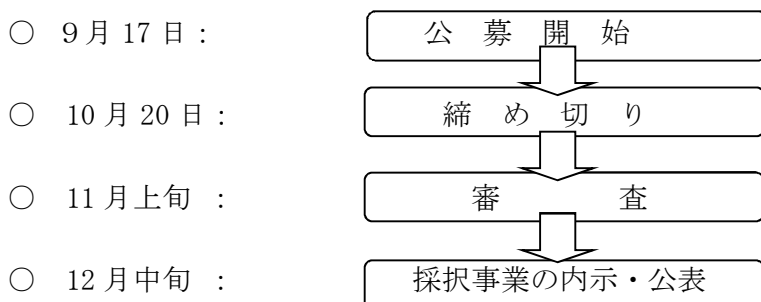 ○ 9月17日： 公 募 開 始
○ 10月20日： 締 め 切 り
○ 11月上旬 ： 審 査
○ 12月中旬 ： 採択事業の内示・公表